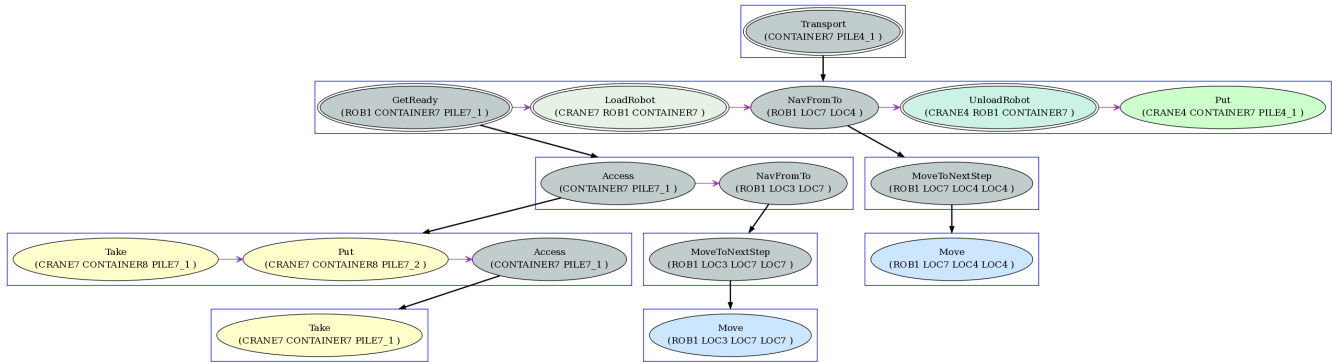 Transport
(CONTAINER7 PILE4_1 )
GetReady
(ROB1 CONTAINER7 PILE7_1 )
LoadRobot
(CRANE7 ROB1 CONTAINER7 )
NavFromTo
(ROB1 LOC7 LOC4 )
UnloadRobot
(CRANE4 ROB1 CONTAINER7 )
Put
(CRANE4 CONTAINER7 PILE4_1 )
Access
(CONTAINER7 PILE7_1 )
NavFromTo
(ROB1 LOC3 LOC7 )
MoveToNextStep
(ROB1 LOC7 LOC4 LOC4 )
Take
(CRANE7 CONTAINER8 PILE7_1 )
Put
(CRANE7 CONTAINER8 PILE7_2 )
Access
(CONTAINER7 PILE7_1 )
MoveToNextStep
(ROB1 LOC3 LOC7 LOC7 )
Move
(ROB1 LOC7 LOC4 LOC4 )
Take
(CRANE7 CONTAINER7 PILE7_1 )
Move
(ROB1 LOC3 LOC7 LOC7 )